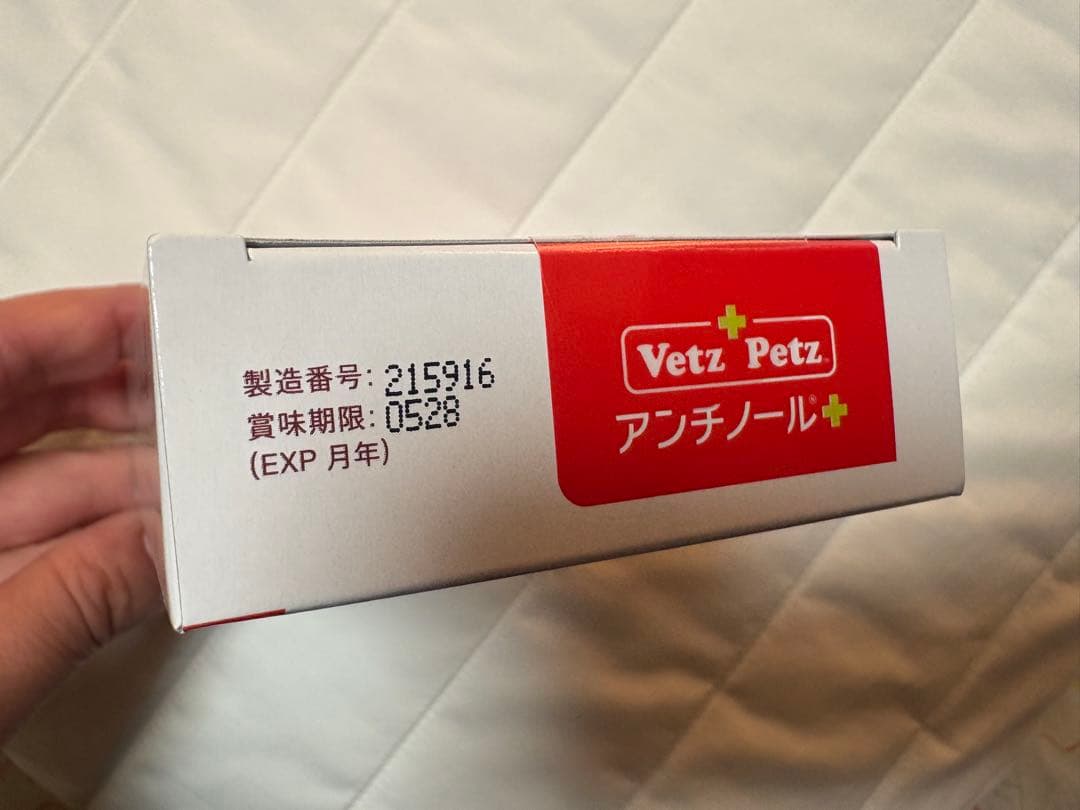 製造番号: 215916
賞味期限: 0528
(EXP 月年)
Vetz Petz
アンチノール®